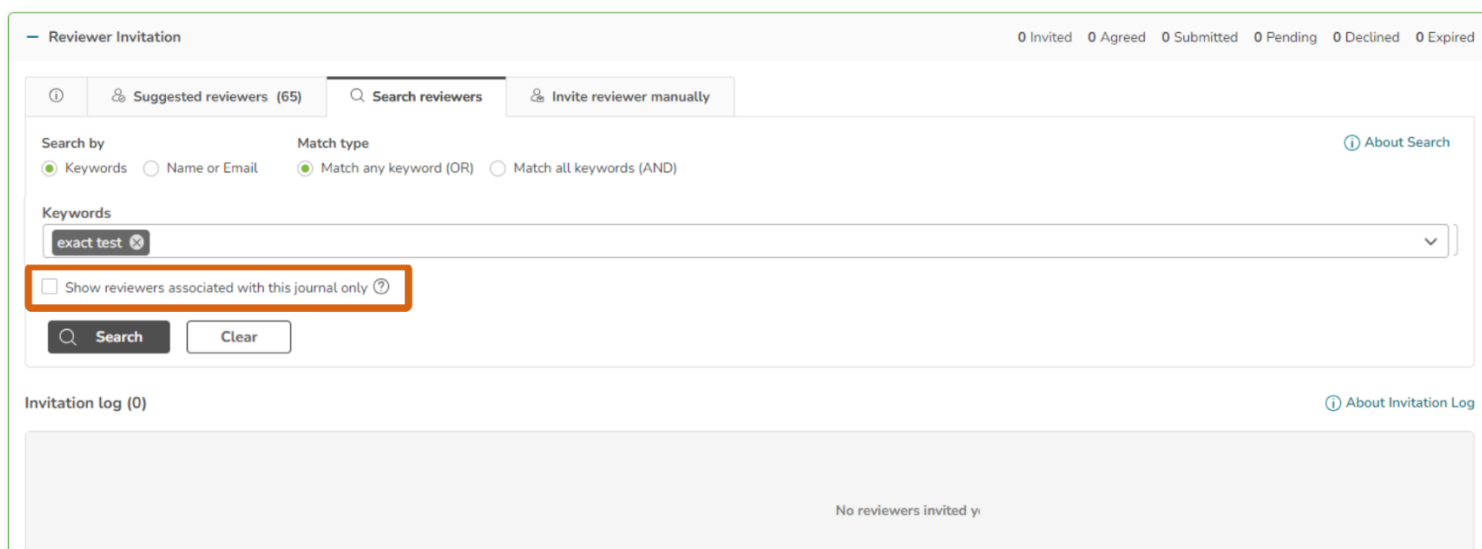 Reviewer Invitation 0 Invited 0 Agreed 0 Submitted 0 Pending 0 Declined 0 Expired
Suggested reviewers (65) Search reviewers Invite reviewer manually
Search by Match type About Search
Keywords Name or Email Match any keyword (OR) Match all keywords (AND)
Keywords
exact test
Show reviewers associated with this journal only
Search Clear
Invitation log (0) About Invitation Log
No reviewers invited